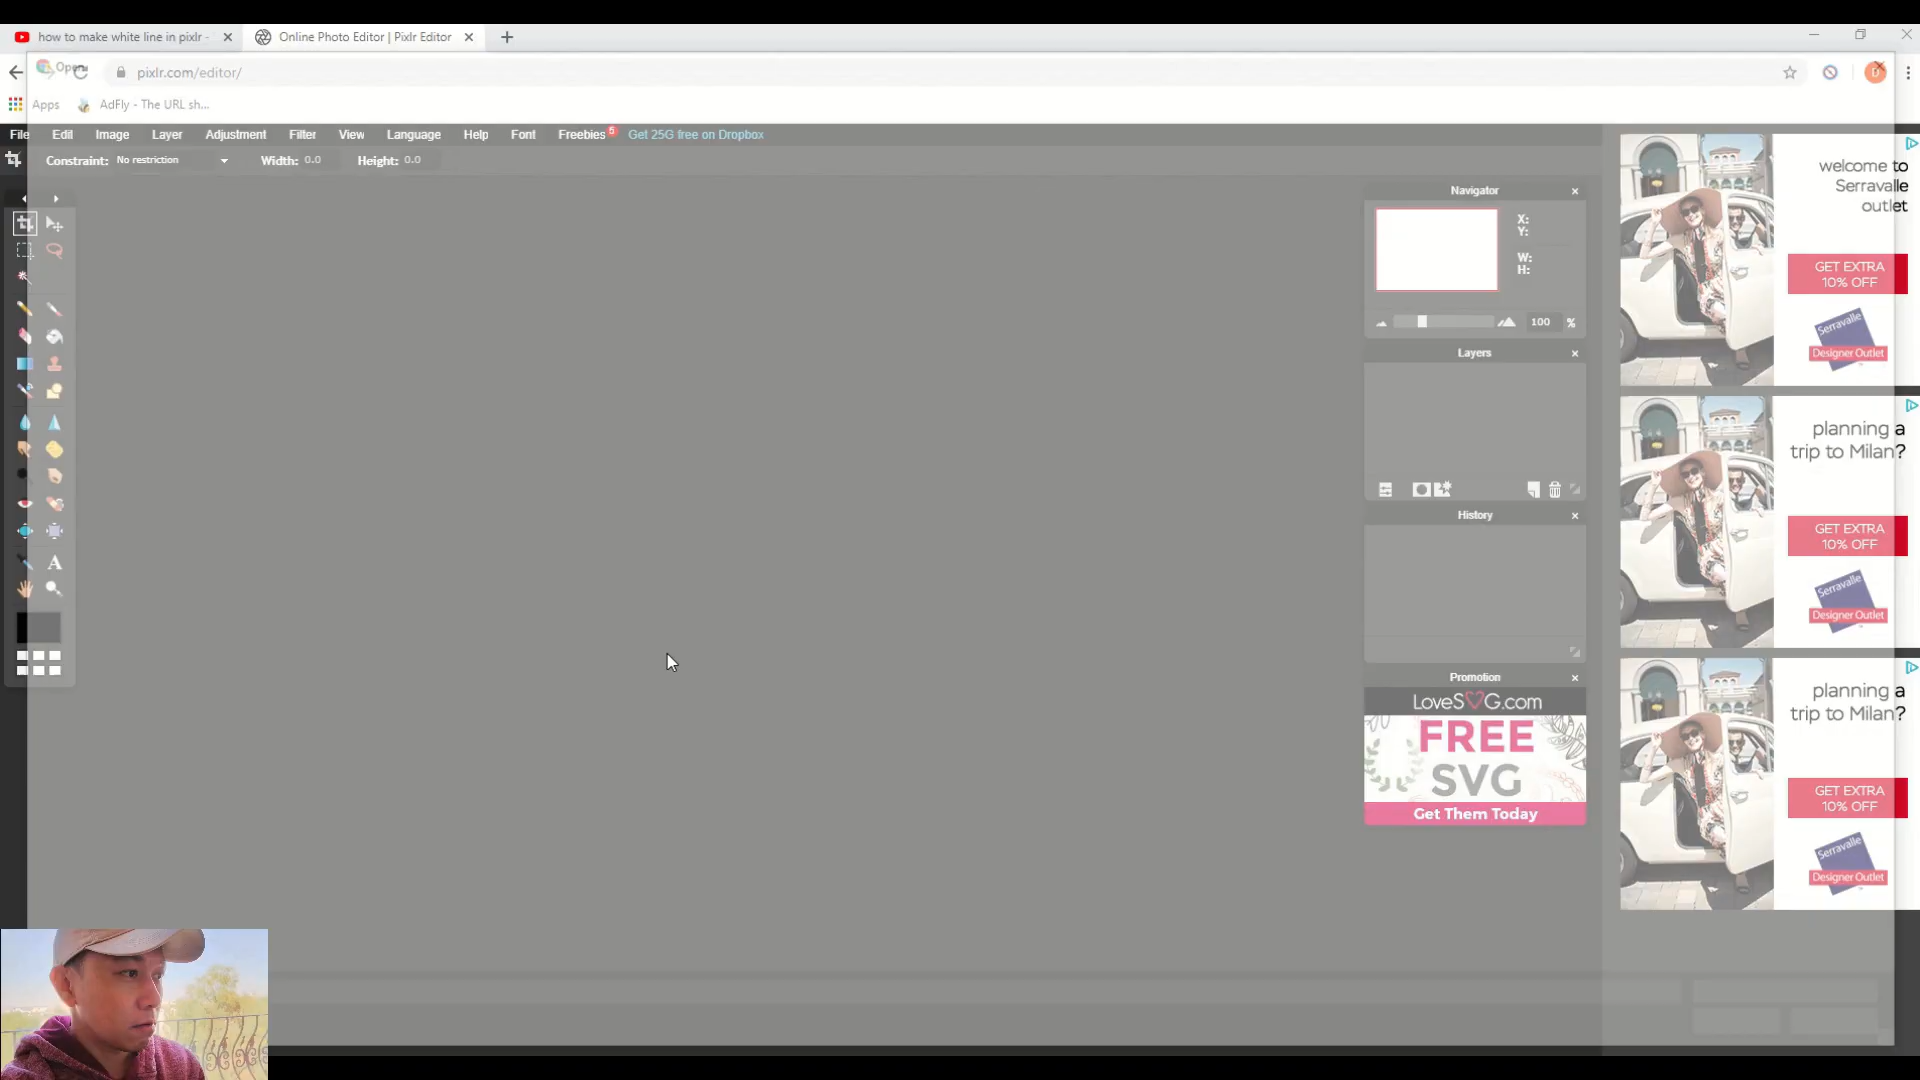 how to make white line in pixlr -
Online Photo Editor | Pixlr Editor
Open
pixlr.com/editor/
Apps
AdFly - The URL sh...
File Edit Image Layer Adjustment Filter View Language Help Font Freebies 5 Get 25G free on Dropbox
Constraint: No restriction Width: 0.0 Height: 0.0
Navigator
X:
Y:
W:
H:
100 %
Layers
History
Promotion
LoveSVG.com
FREE
SVG
Get Them Today
A
welcome to
Serravalle
outlet
GET EXTRA
10% OFF
Serravalle
Designer Outlet
planning a
trip to Milan?
GET EXTRA
10% OFF
Serravalle
Designer Outlet
planning a
trip to Milan?
GET EXTRA
10% OFF
Serravalle
Designer Outlet